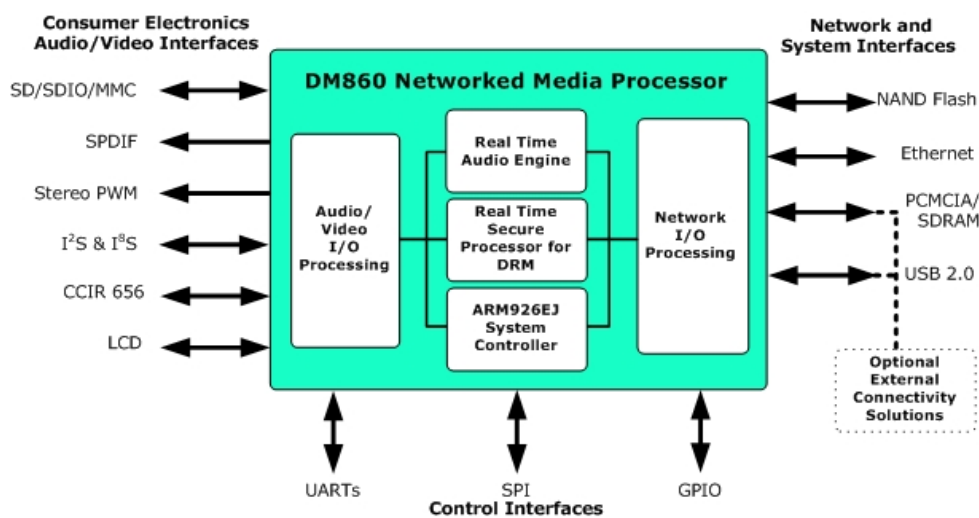 Consumer Electronics
Audio/Video Interfaces
SD/SDIO/MMC
SPDIF
Stereo PWM
I²S & I⁸S
CCIR 656
LCD
DM860 Networked Media Processor
Audio/
Video
I/O
Processing
Real Time
Audio Engine
Real Time
Secure
Processor for
DRM
ARM926EJ
System
Controller
Network
I/O
Processing
Network and
System Interfaces
NAND Flash
Ethernet
PCMCIA/
SDRAM
USB 2.0
Optional
External
Connectivity
Solutions
UARTs
SPI
GPIO
Control Interfaces